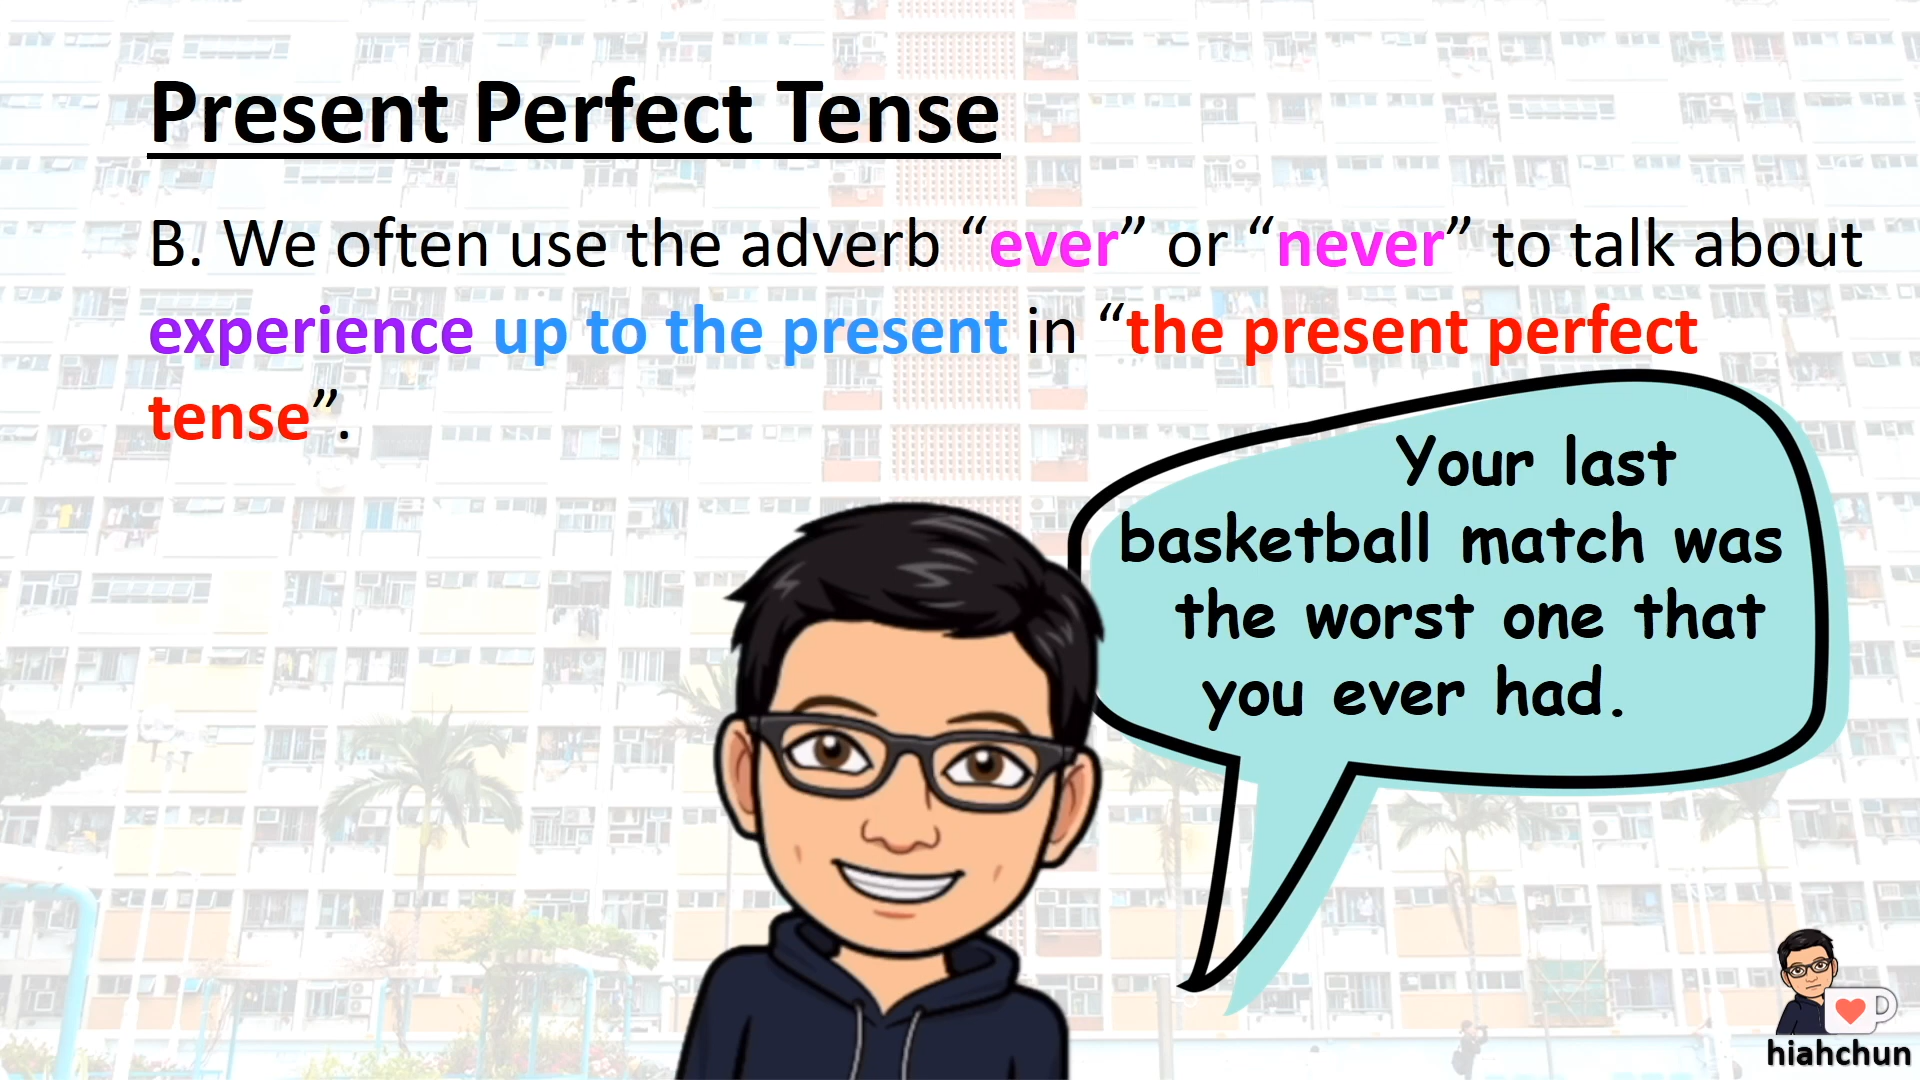 Present Perfect Tense
B. We often use the adverb “ever” or “never” to talk about
experience up to the present in “the present perfect
tense”.
Your last
basketball match was
the worst one that
you ever had.
hiahchun